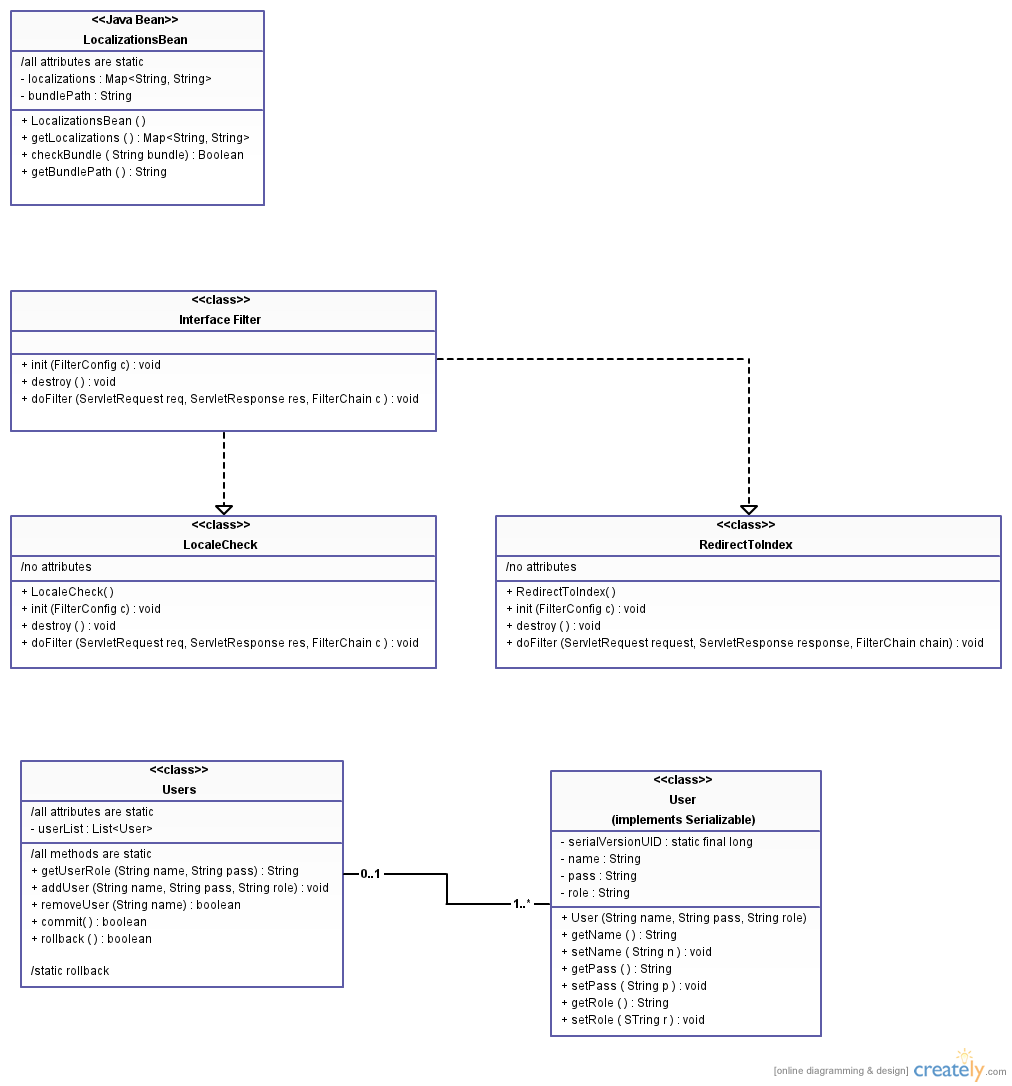 <<Java Bean>>
LocalizationsBean
/all attributes are static
- localizations : Map<String, String>
- bundlePath : String
+ LocalizationsBean ( )
+ getLocalizations ( ) : Map<String, String>
+ checkBundle ( String bundle) : Boolean
+ getBundlePath ( ) : String
<<class>>
Interface Filter
+ init (FilterConfig c) : void
+ destroy ( ) : void
+ doFilter (ServletRequest req, ServletResponse res, FilterChain c ) : void
<<class>>
LocaleCheck
/no attributes
+ LocaleCheck( )
+ init (FilterConfig c) : void
+ destroy ( ) : void
+ doFilter (ServletRequest req, ServletResponse res, FilterChain c ) : void
<<class>>
RedirectToIndex
/no attributes
+ RedirectToIndex( )
+ init (FilterConfig c) : void
+ destroy ( ) : void
+ doFilter (ServletRequest request, ServletResponse response, FilterChain chain) : void
<<class>>
Users
/all attributes are static
- userList : List<User>
/all methods are static
+ getUserRole (String name, String pass) : String
+ addUser (String name, String pass, String role) : void
+ removeUser (String name) : boolean
+ commit( ) : boolean
+ rollback ( ) : boolean
/static rollback
0..1
1..*
<<class>>
User
(implements Serializable)
- serialVersionUID : static final long
- name : String
- pass : String
- role : String
+ User (String name, String pass, String role)
+ getName ( ) : String
+ setName ( String n ) : void
+ getPass ( ) : String
+ setPass ( String p ) : void
+ getRole ( ) : String
+ setRole ( STring r ) : void
[online diagramming & design] creately.com